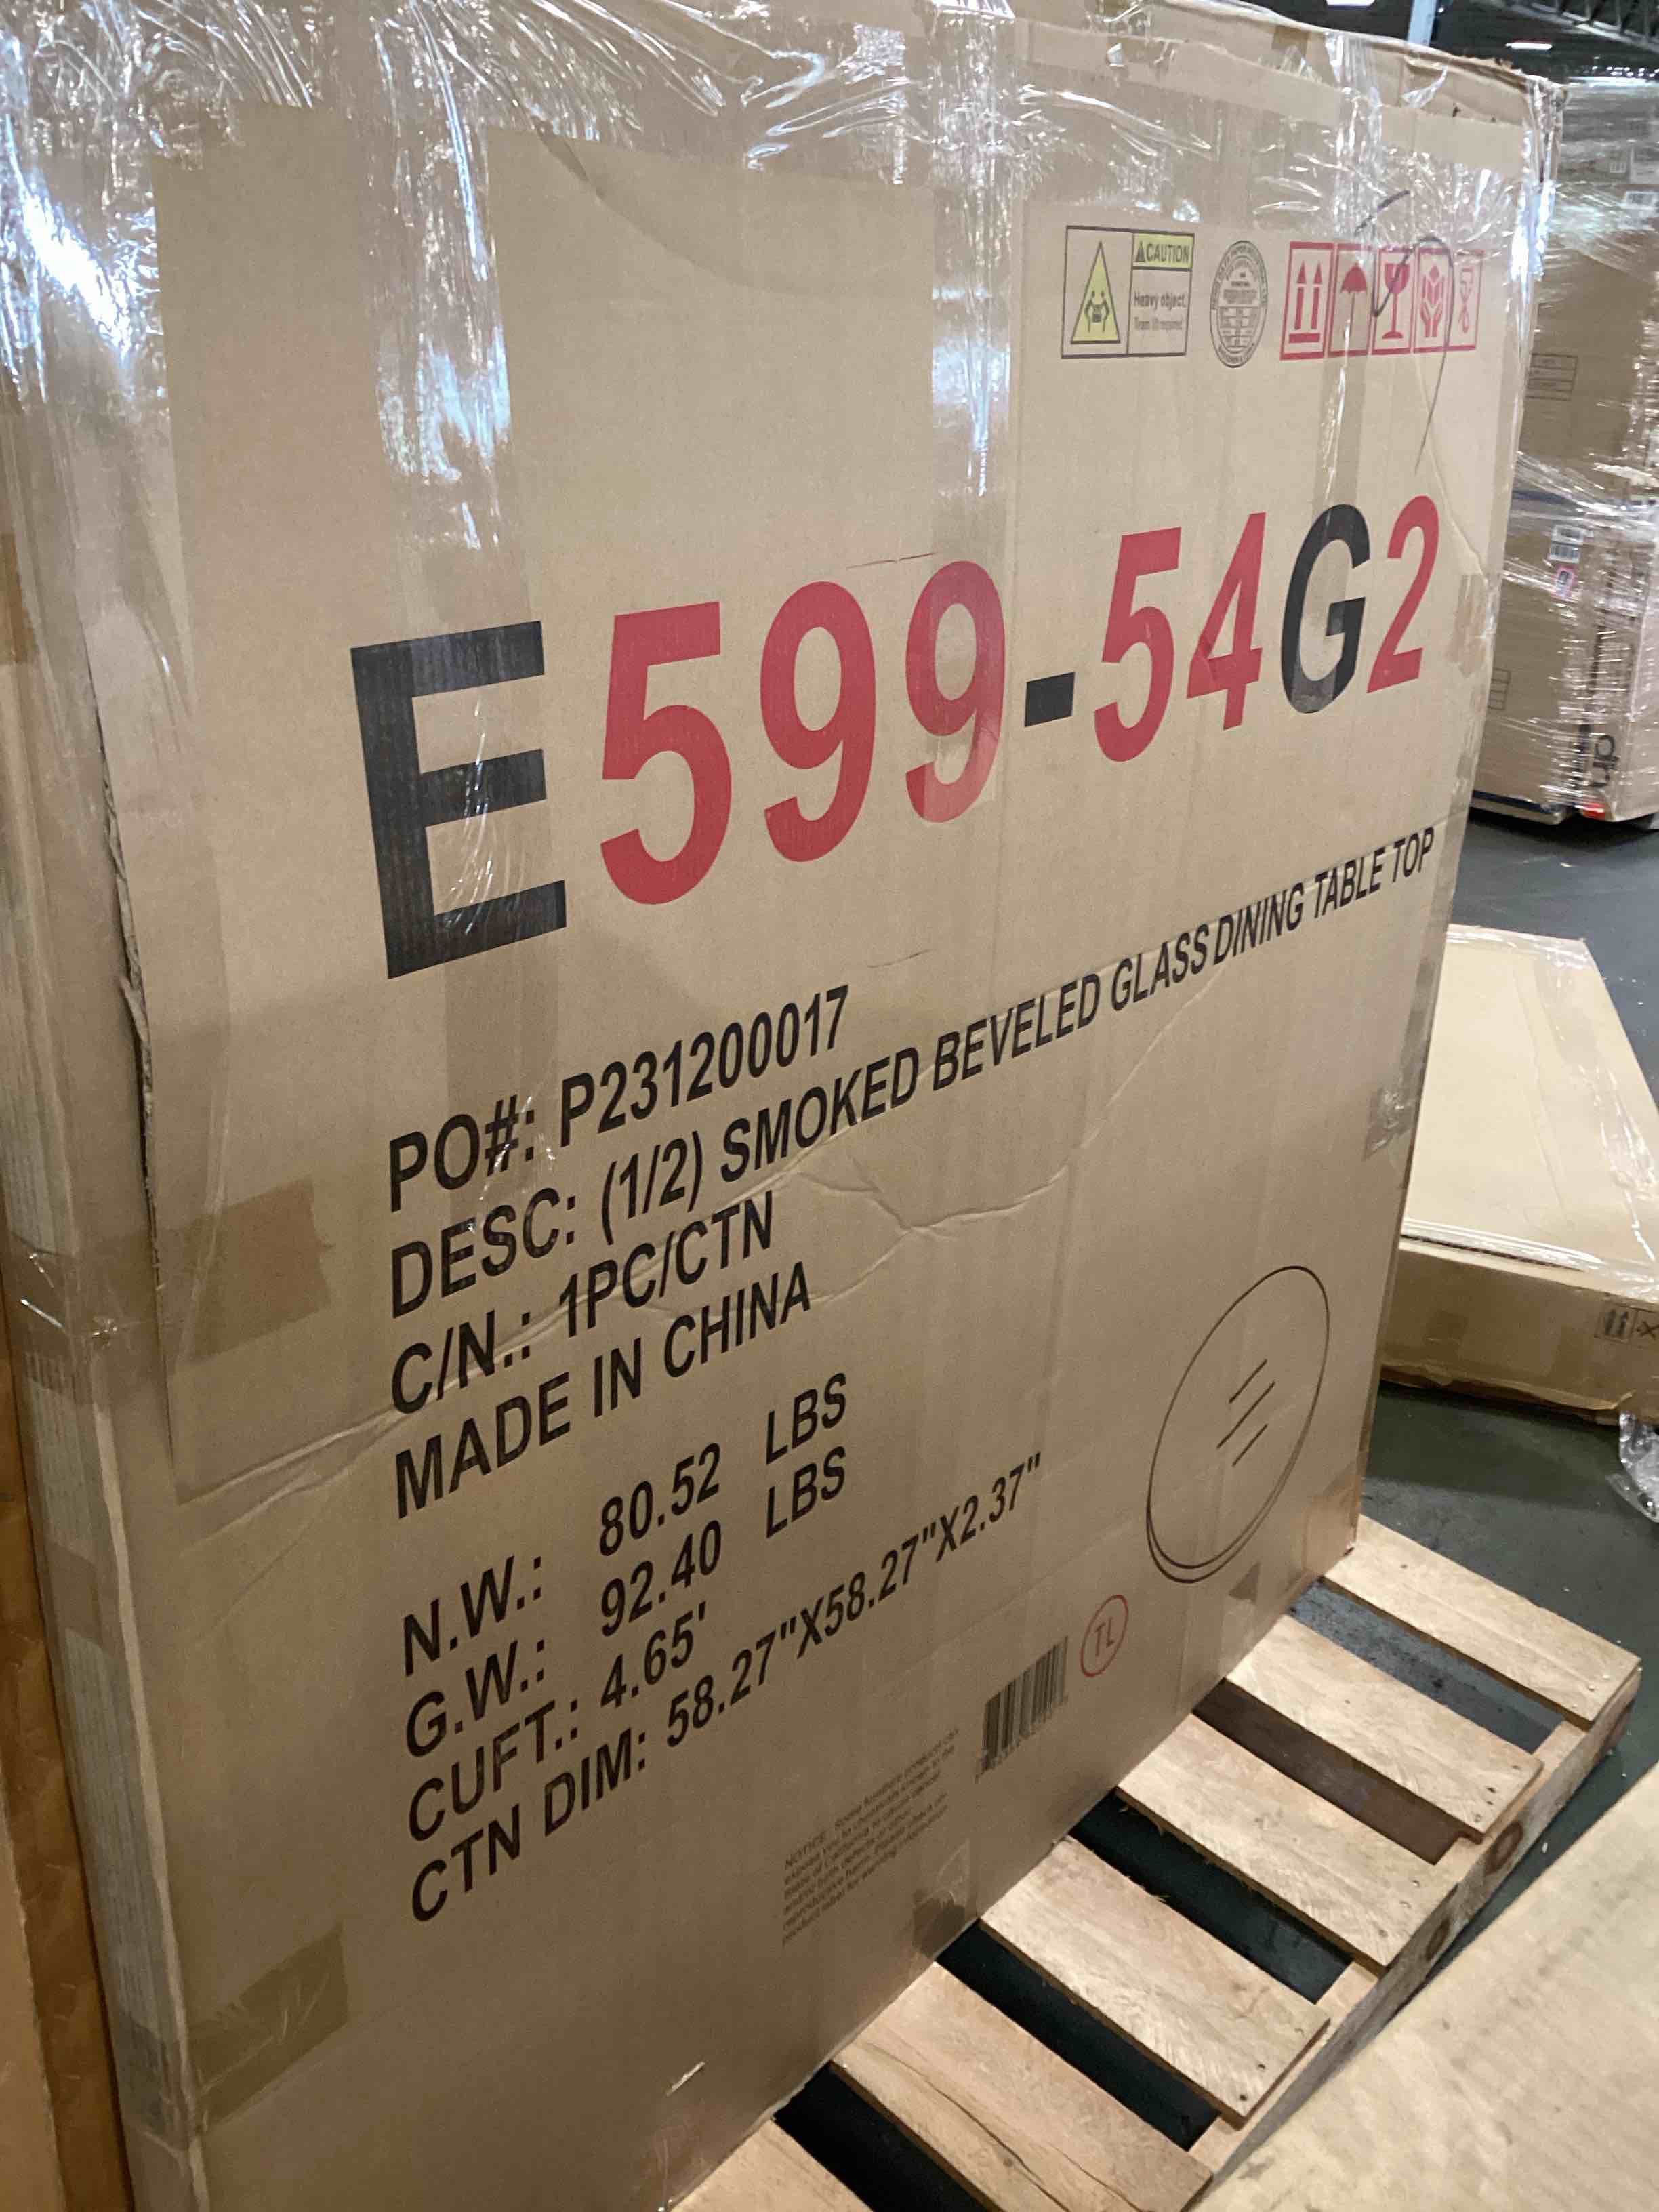 CAUTION
Heavy object.
Team lift required
E599-54G2
PO#: P231200017
DESC: (1/2) SMOKED BEVELED GLASS DINING TABLE TOP
C/N.: 1PC/CTN
MADE IN CHINA
N.W.: 80.52 LBS
G.W.: 92.40 LBS
CUFT.: 4.65'
CTN DIM: 58.27"X58.27"X2.37"
TL